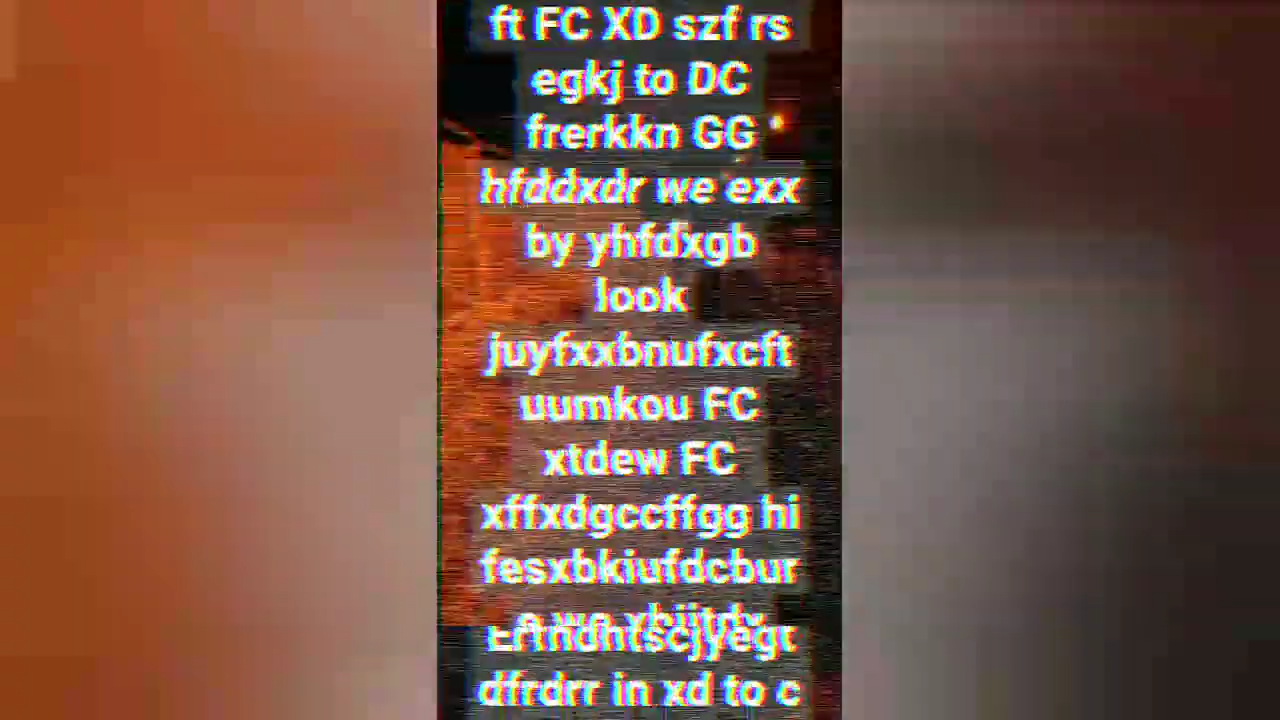 ft FC XD szf rs
egkj to DC
frerkkn GG
hfddxdr we exx
by yhfdxgb
look
juyfxxbnufxcft
uumkou FC
xtdew FC
xffxdgccffgg hi
fesxbkiufdcbur
dfrdrr in xd to c